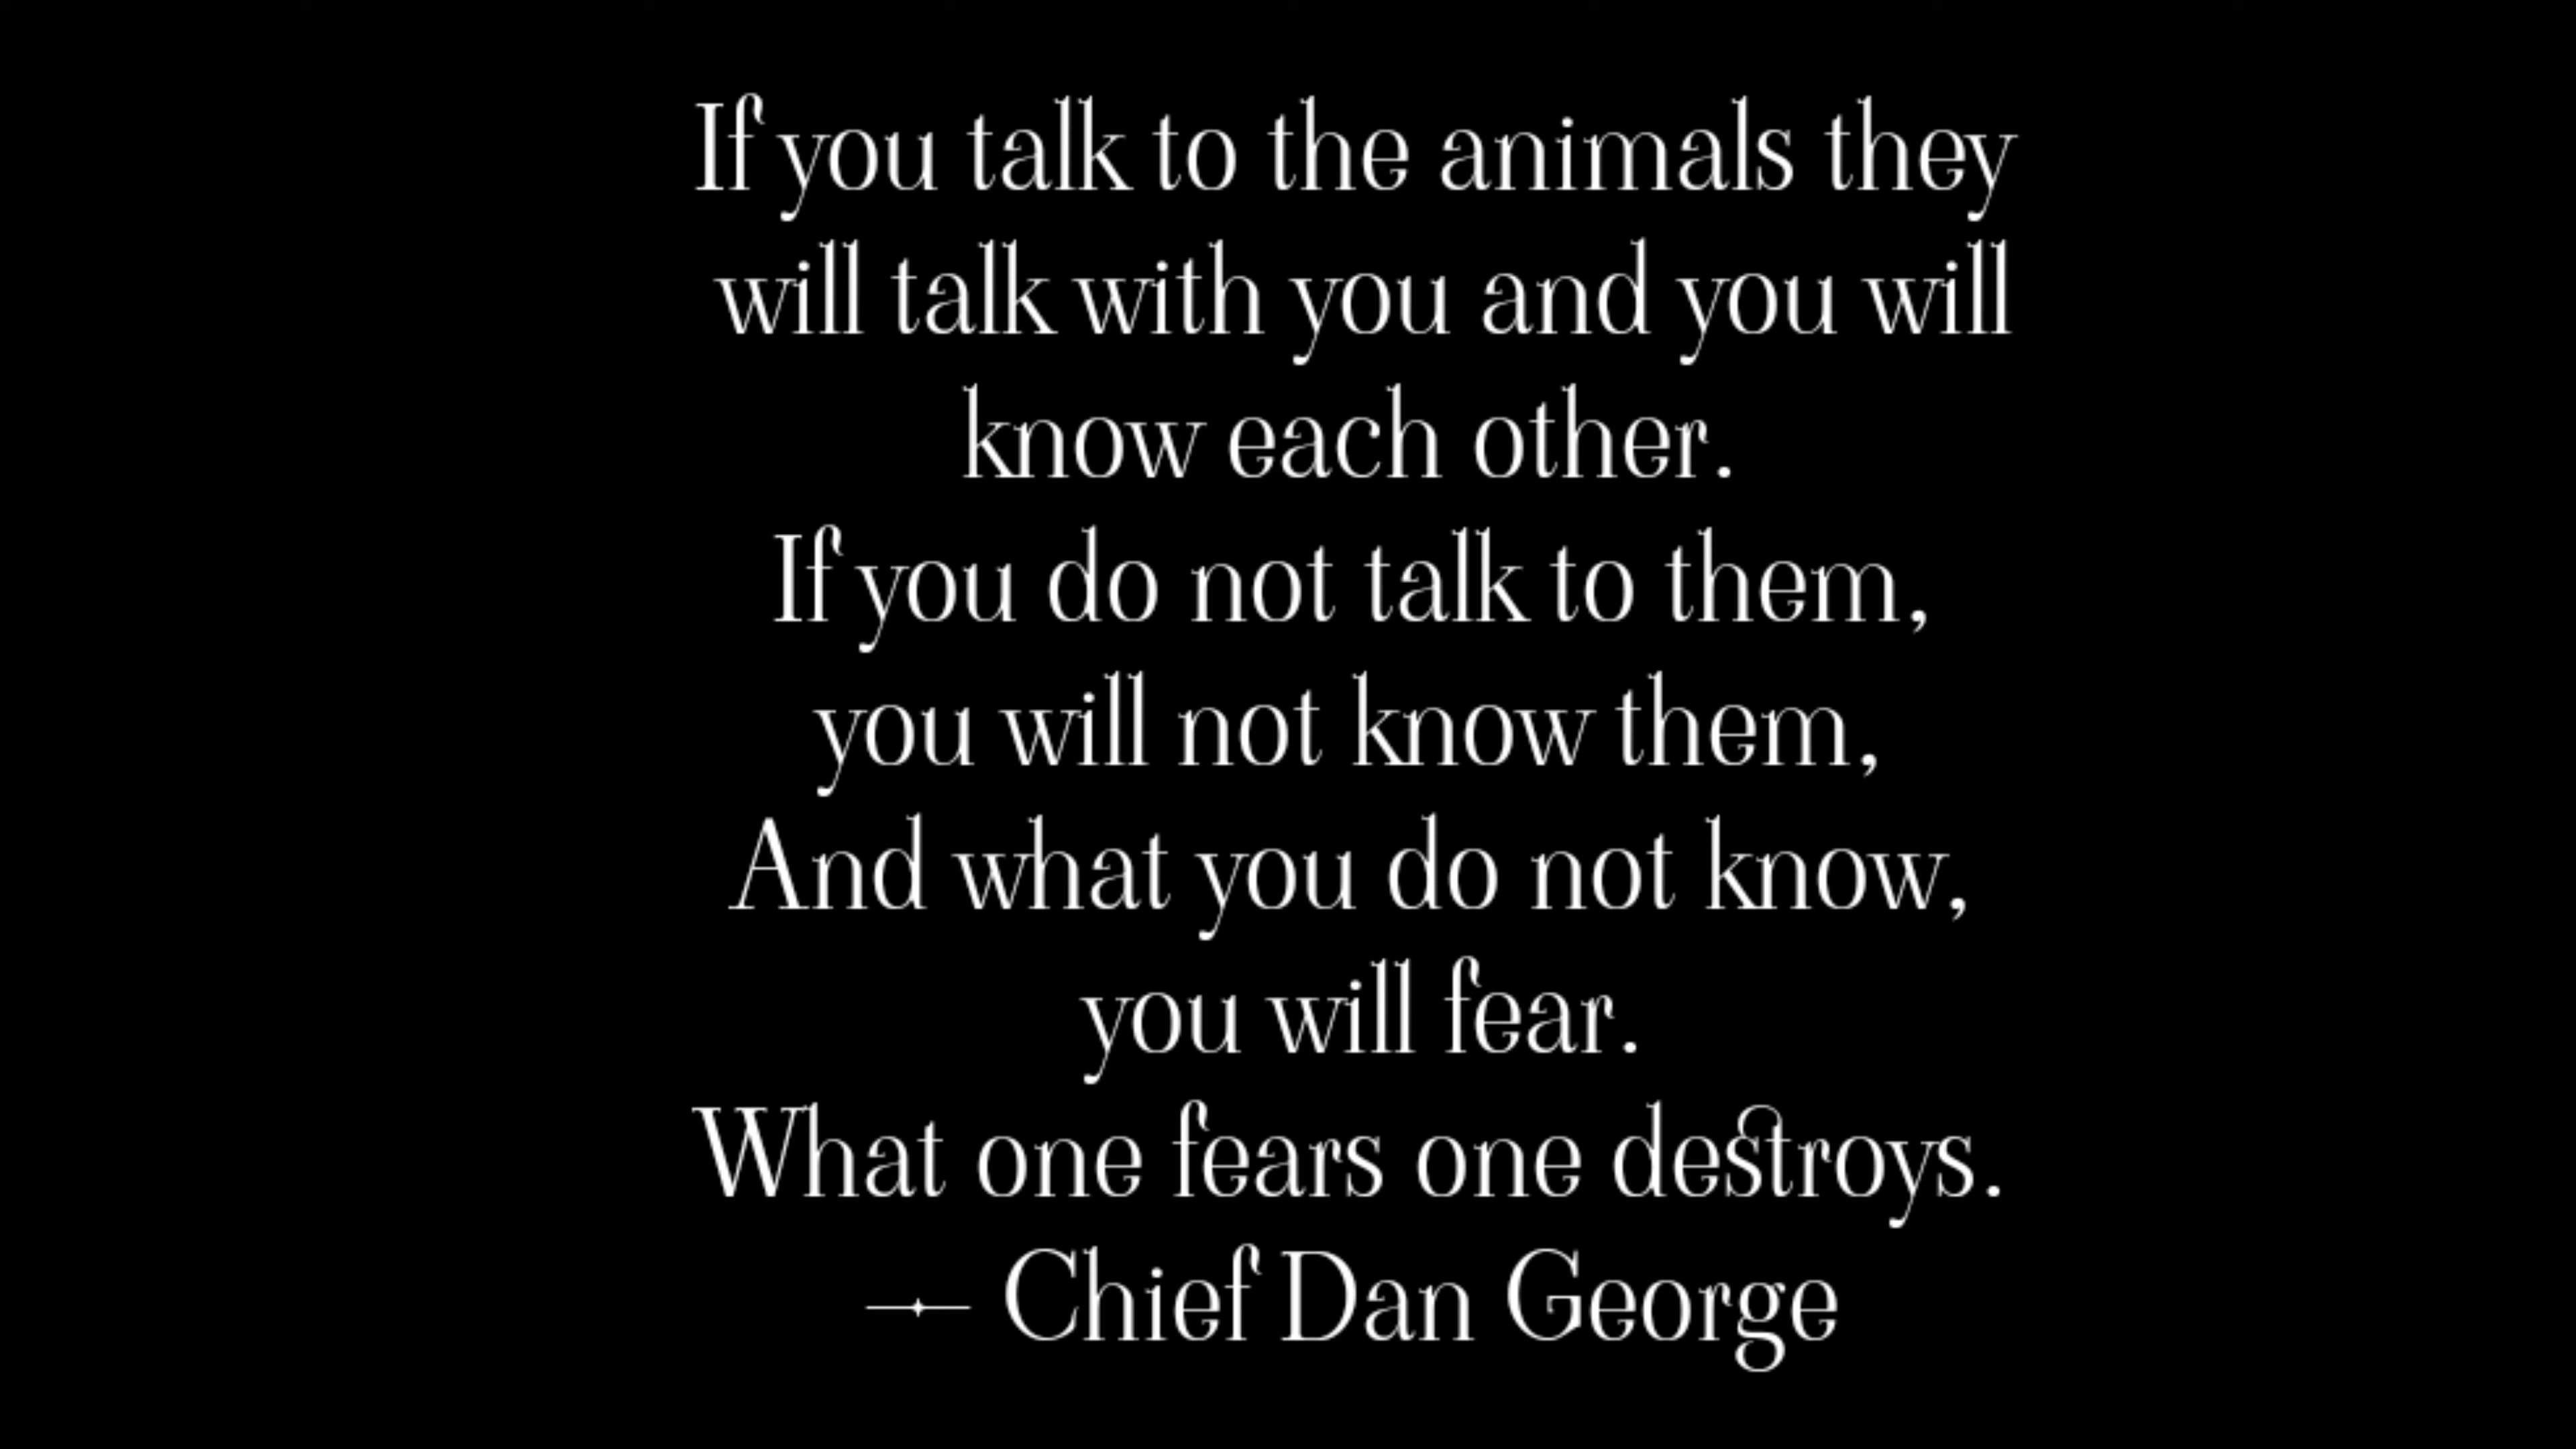 If you talk to the animals they
will talk with you and you will
know each other.
If you do not talk to them,
you will not know them,
And what you do not know,
you will fear.
What one fears one destroys.
— Chief Dan George